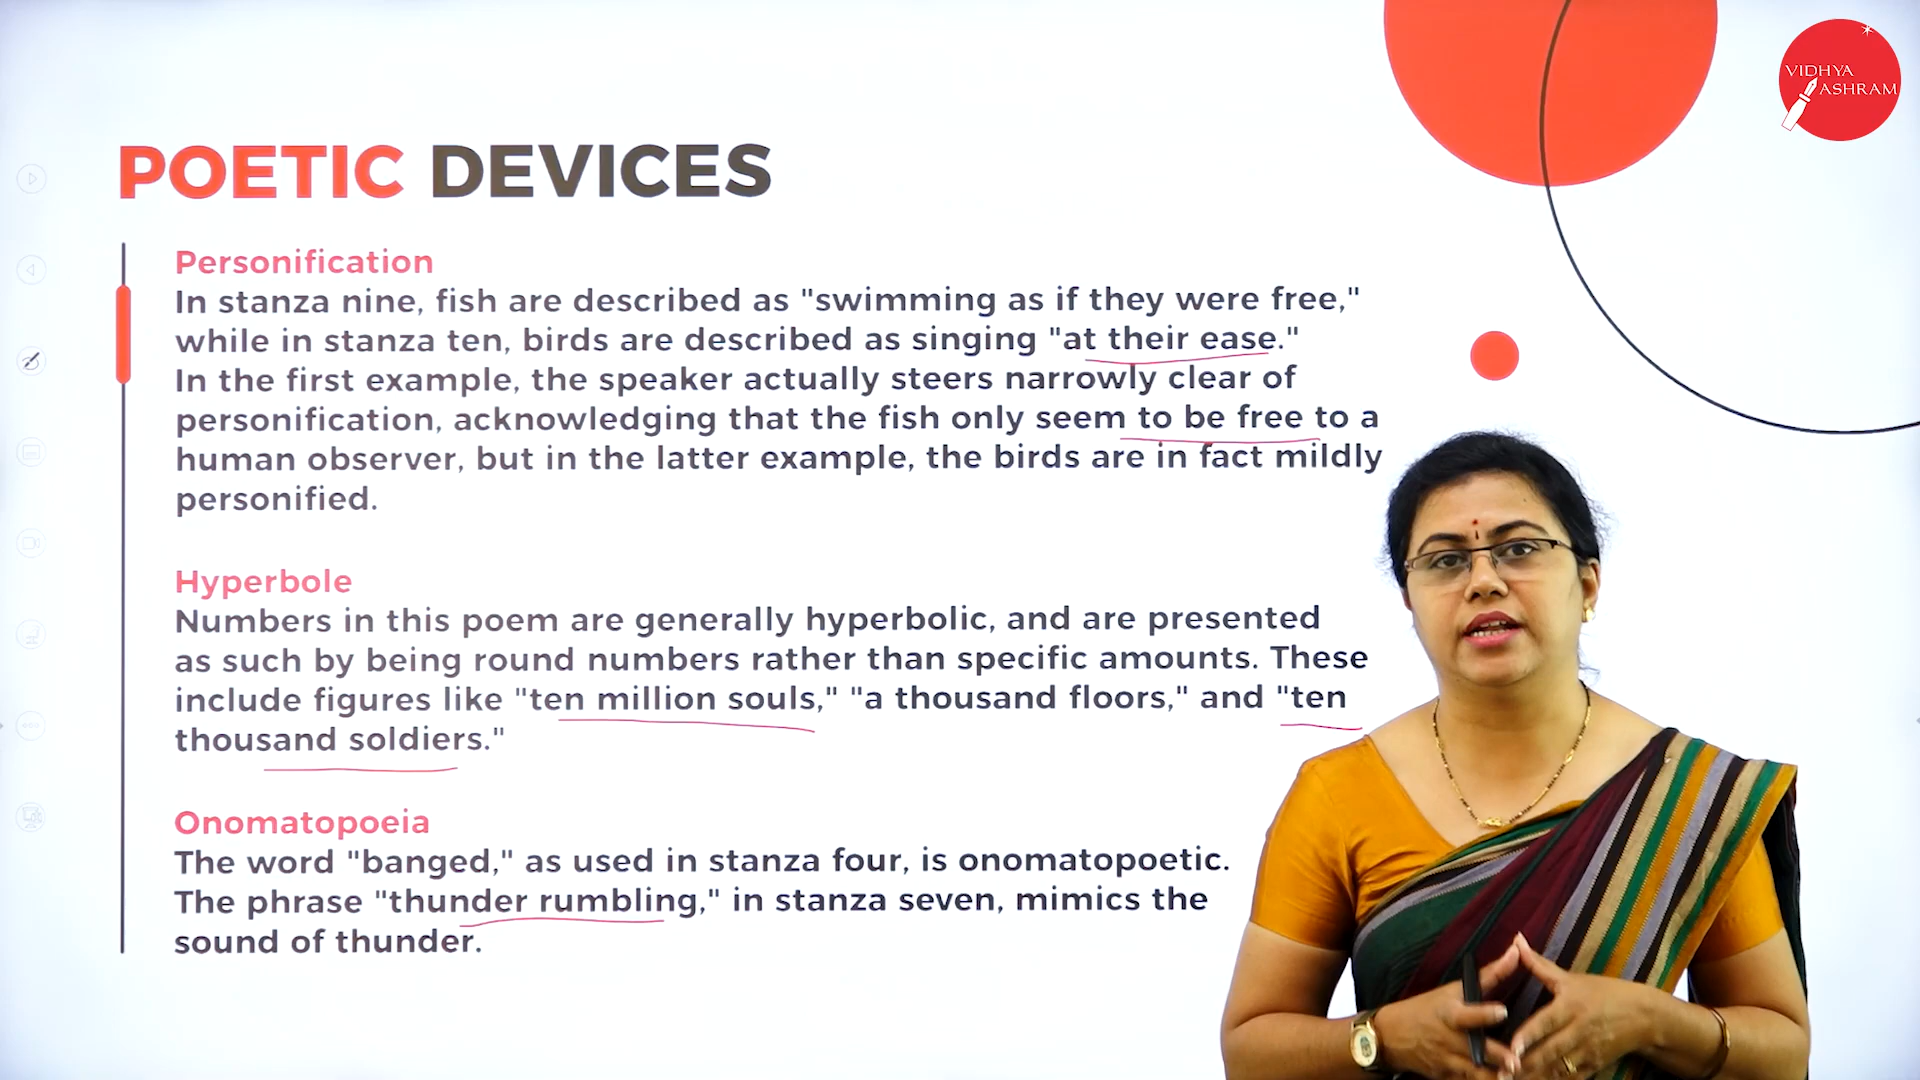 VIDHYA
ASHRAM
POETIC DEVICES
Personification
In stanza nine, fish are described as "swimming as if they were free,"
while in stanza ten, birds are described as singing "at their ease."
In the first example, the speaker actually steers narrowly clear of
personification, acknowledging that the fish only seem to be free to a
human observer, but in the latter example, the birds are in fact mildly
personified.
Hyperbole
Numbers in this poem are generally hyperbolic, and are presented
as such by being round numbers rather than specific amounts. These
include figures like "ten million souls," "a thousand floors," and "ten
thousand soldiers."
Onomatopoeia
The word "banged," as used in stanza four, is onomatopoetic.
The phrase "thunder rumbling," in stanza seven, mimics the
sound of thunder.